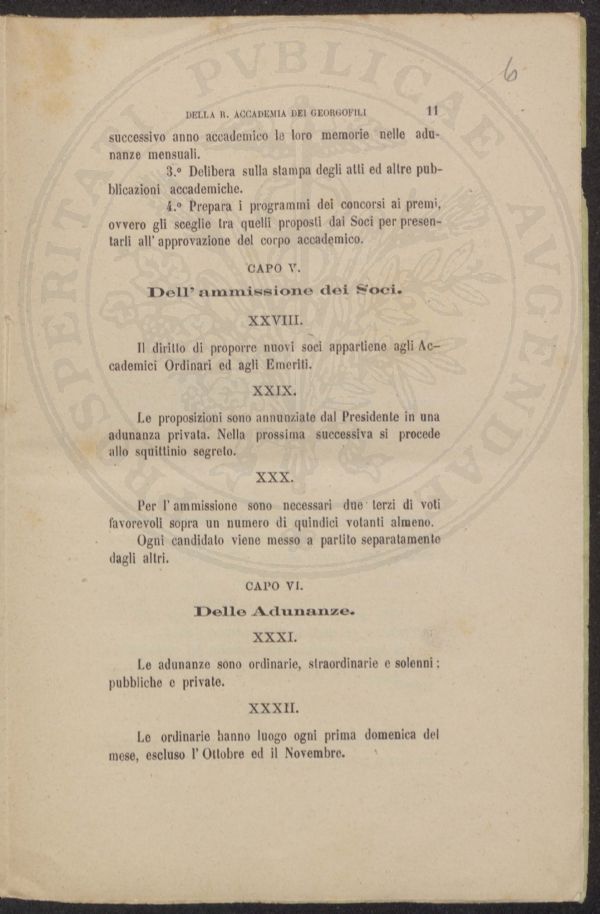 6
DELLA R. ACCADEMIA DEI GEORGOFILI 11
successivo anno accademico le loro memorie nelle adu-
nanze mensuali.
3.º Delibera sulla stampa degli atti ed altre pub-
blicazioni accademiche.
4.º Prepara i programmi dei concorsi ai premi,
ovvero gli sceglie tra quelli proposti dai Soci per presen-
tarli all' approvazione del corpo accademico.
CAPO V.
Dell' ammissione dei Soci.
XXVIII.
Il diritto di proporre nuovi soci appartiene agli Ac-
cademici Ordinari ed agli Emeriti.
XXIX.
Le proposizioni sono annunziate dal Presidente in una
adunanza privata. Nella prossima successiva si procede
allo squittinio segreto.
XXX.
Per l' ammissione sono necessari due terzi di voti
favorevoli sopra un numero di quindici votanti almeno.
Ogni candidato viene messo a partito separatamente
dagli altri.
CAPO VI.
Delle Adunanze.
XXXI.
Le adunanze sono ordinarie, straordinarie e solenni;
pubbliche e private.
XXXII.
Le ordinarie hanno luogo ogni prima domenica del
mese, escluso l' Ottobre ed il Novembre.
PROSPERITATI PVBLICAE AVGENDAE